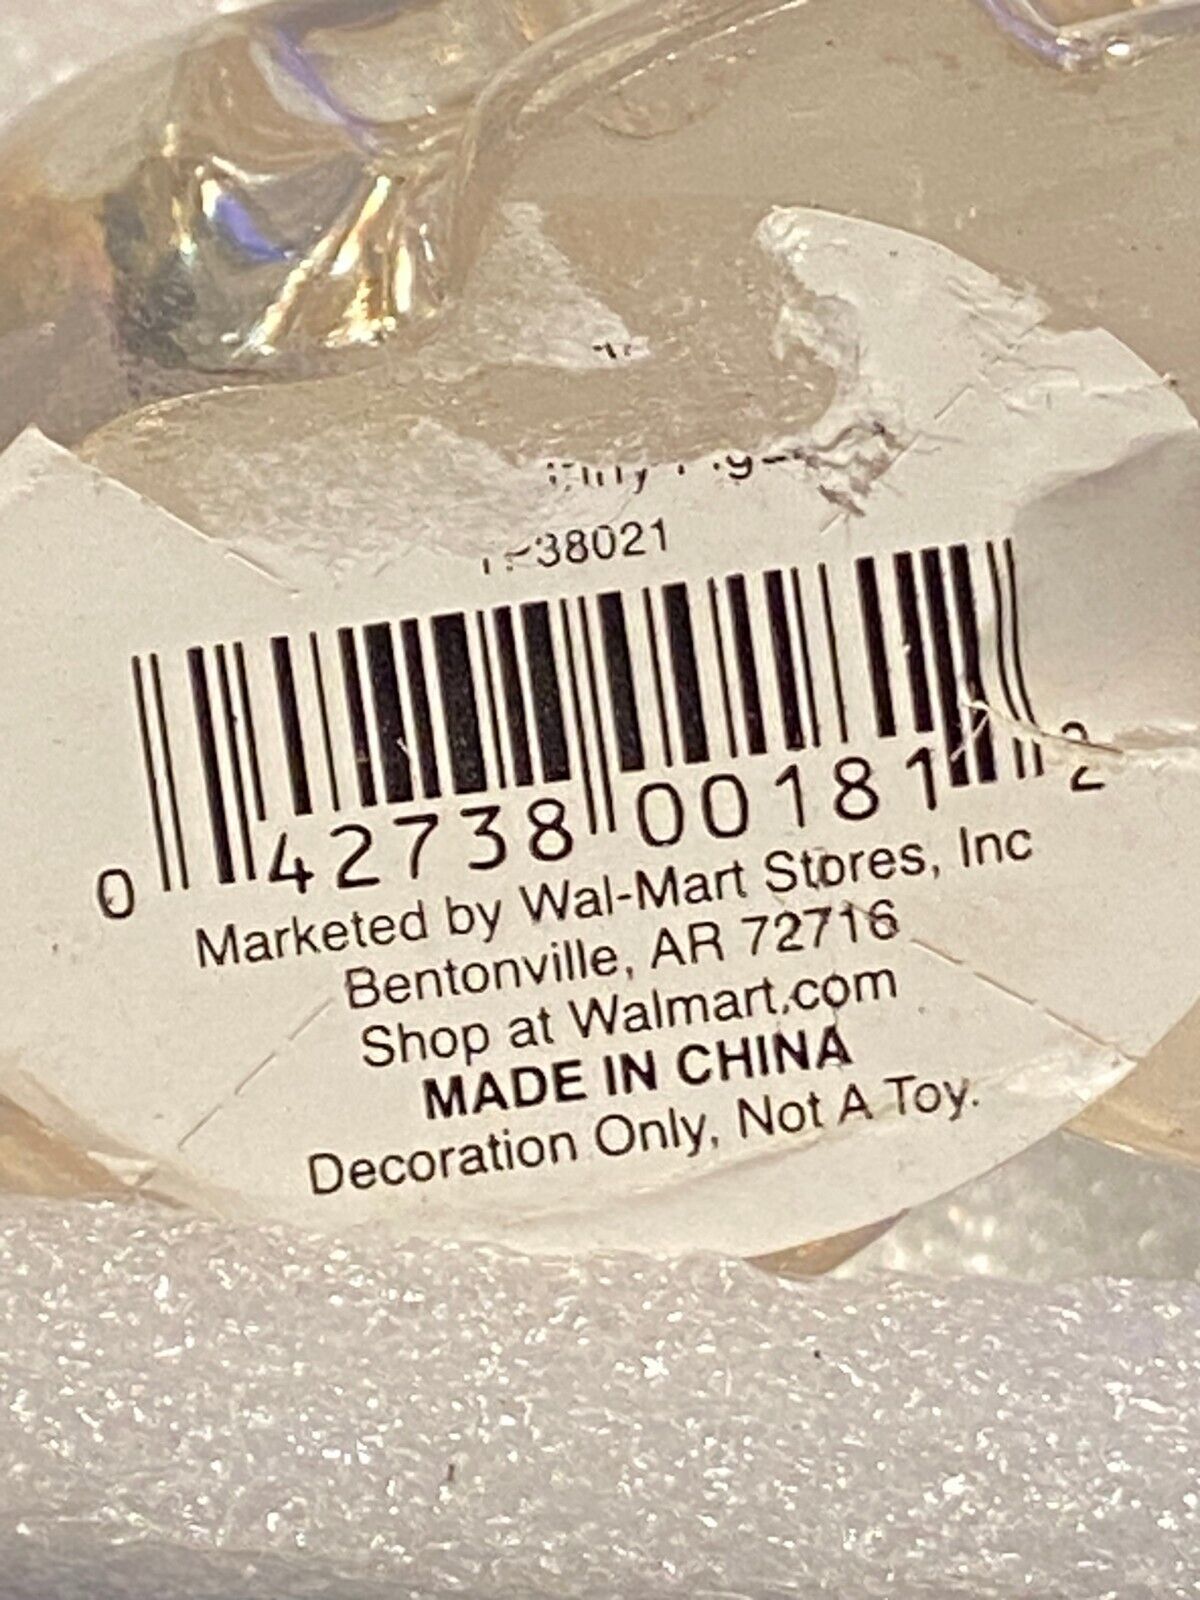 38021
0 42738 00181 2
Marketed by Wal-Mart Stores, Inc
Bentonville, AR 72716
Shop at Walmart.com
MADE IN CHINA
Decoration Only, Not A Toy.